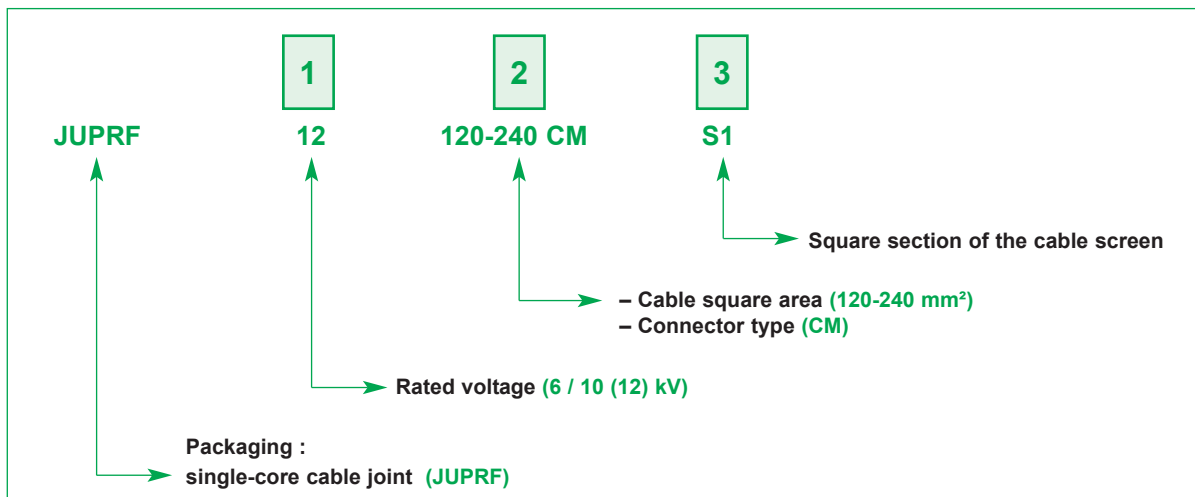 1 2 3
JUPRF 12 120-240 CM S1
Square section of the cable screen
– Cable square area (120-240 mm²)
– Connector type (CM)
Rated voltage (6 / 10 (12) kV)
Packaging :
single-core cable joint (JUPRF)